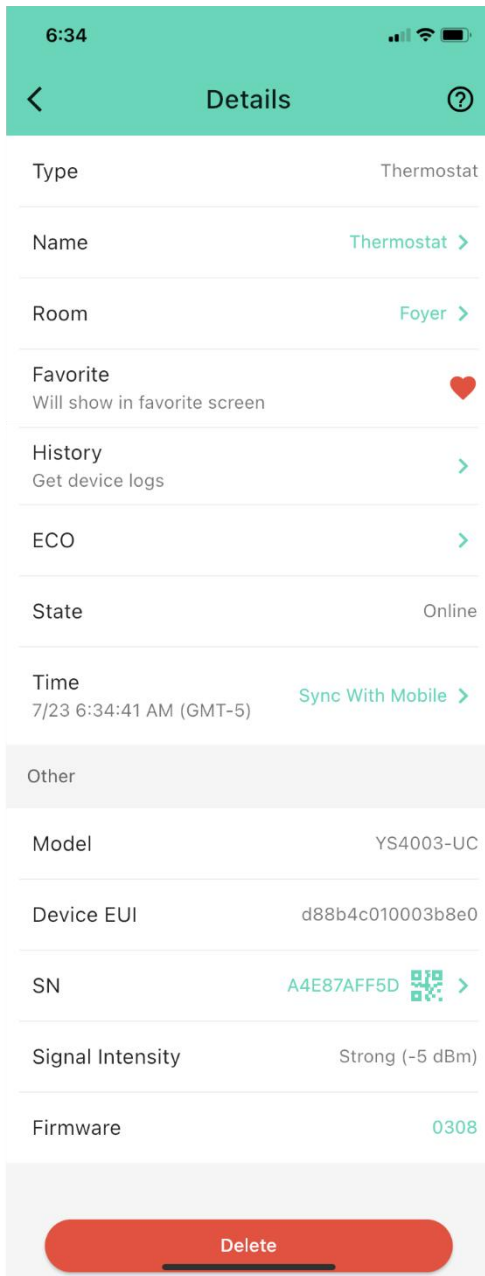 6:34
Details
Type Thermostat
Name Thermostat
Room Foyer
Favorite
Will show in favorite screen
History
Get device logs
ECO
State Online
Time
7/23 6:34:41 AM (GMT-5) Sync With Mobile
Other
Model YS4003-UC
Device EUI d88b4c010003b8e0
SN A4E87AFF5D
Signal Intensity Strong (-5 dBm)
Firmware 0308
Delete